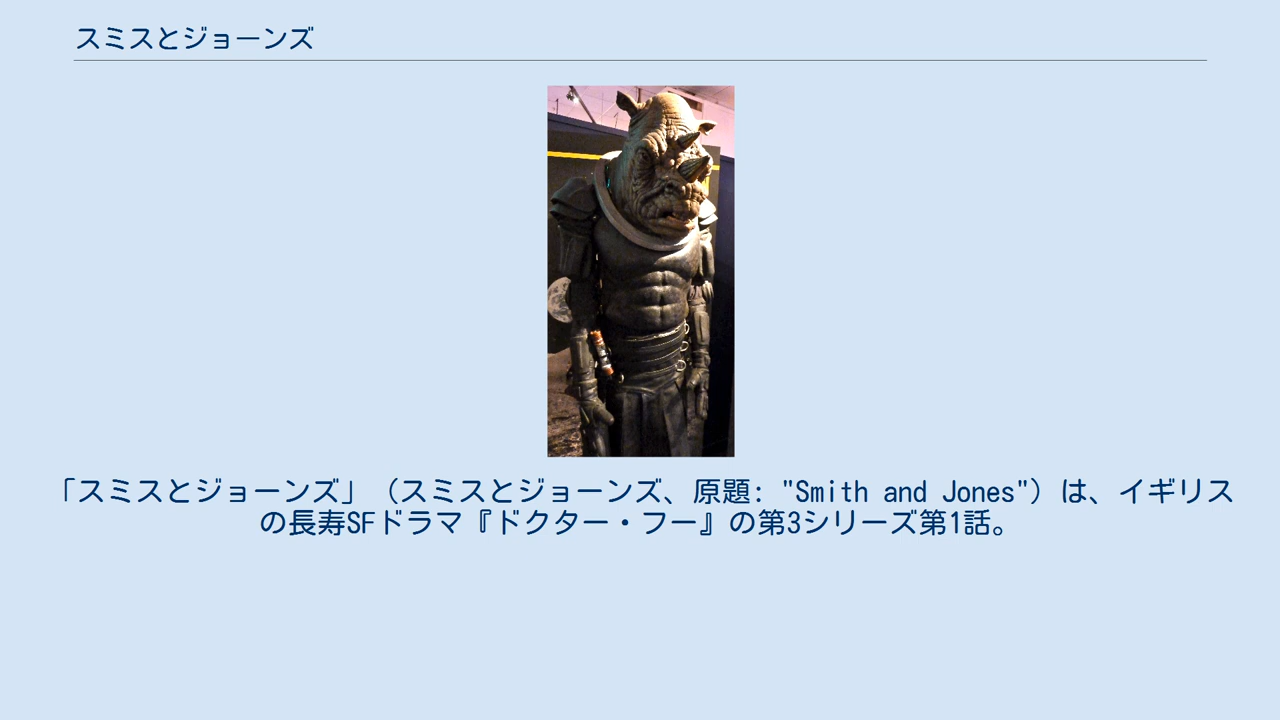 スミスとジョーンズ
「スミスとジョーンズ」（スミスとジョーンズ、原題: "Smith and Jones"）は、イギリス
の長寿SFドラマ『ドクター・フー』の第3シリーズ第1話。